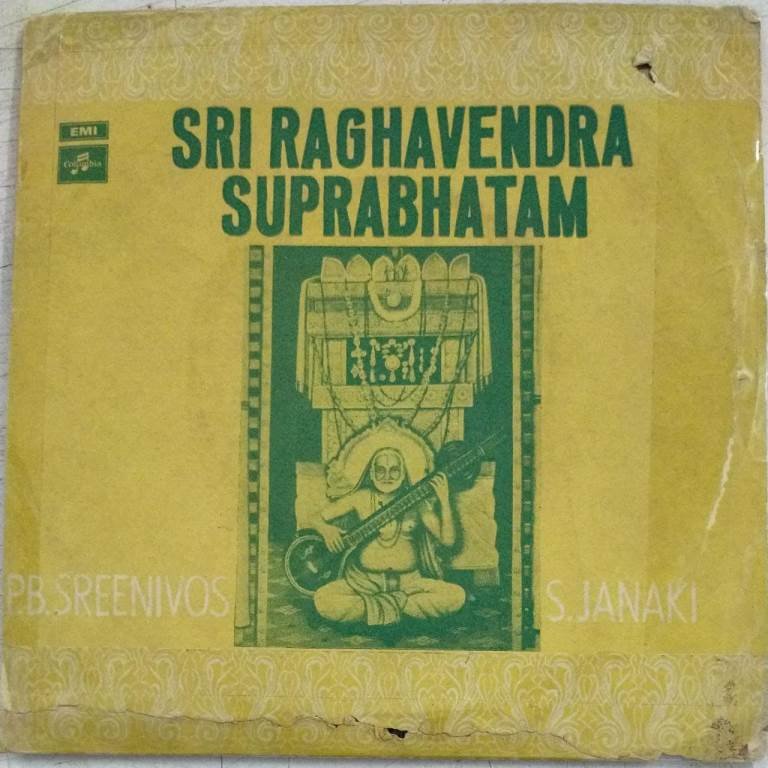 EMI
Columbia
SRI RAGHAVENDRA
SUPRABHATAM
P.B. SREENIVOS
S. JANAKI